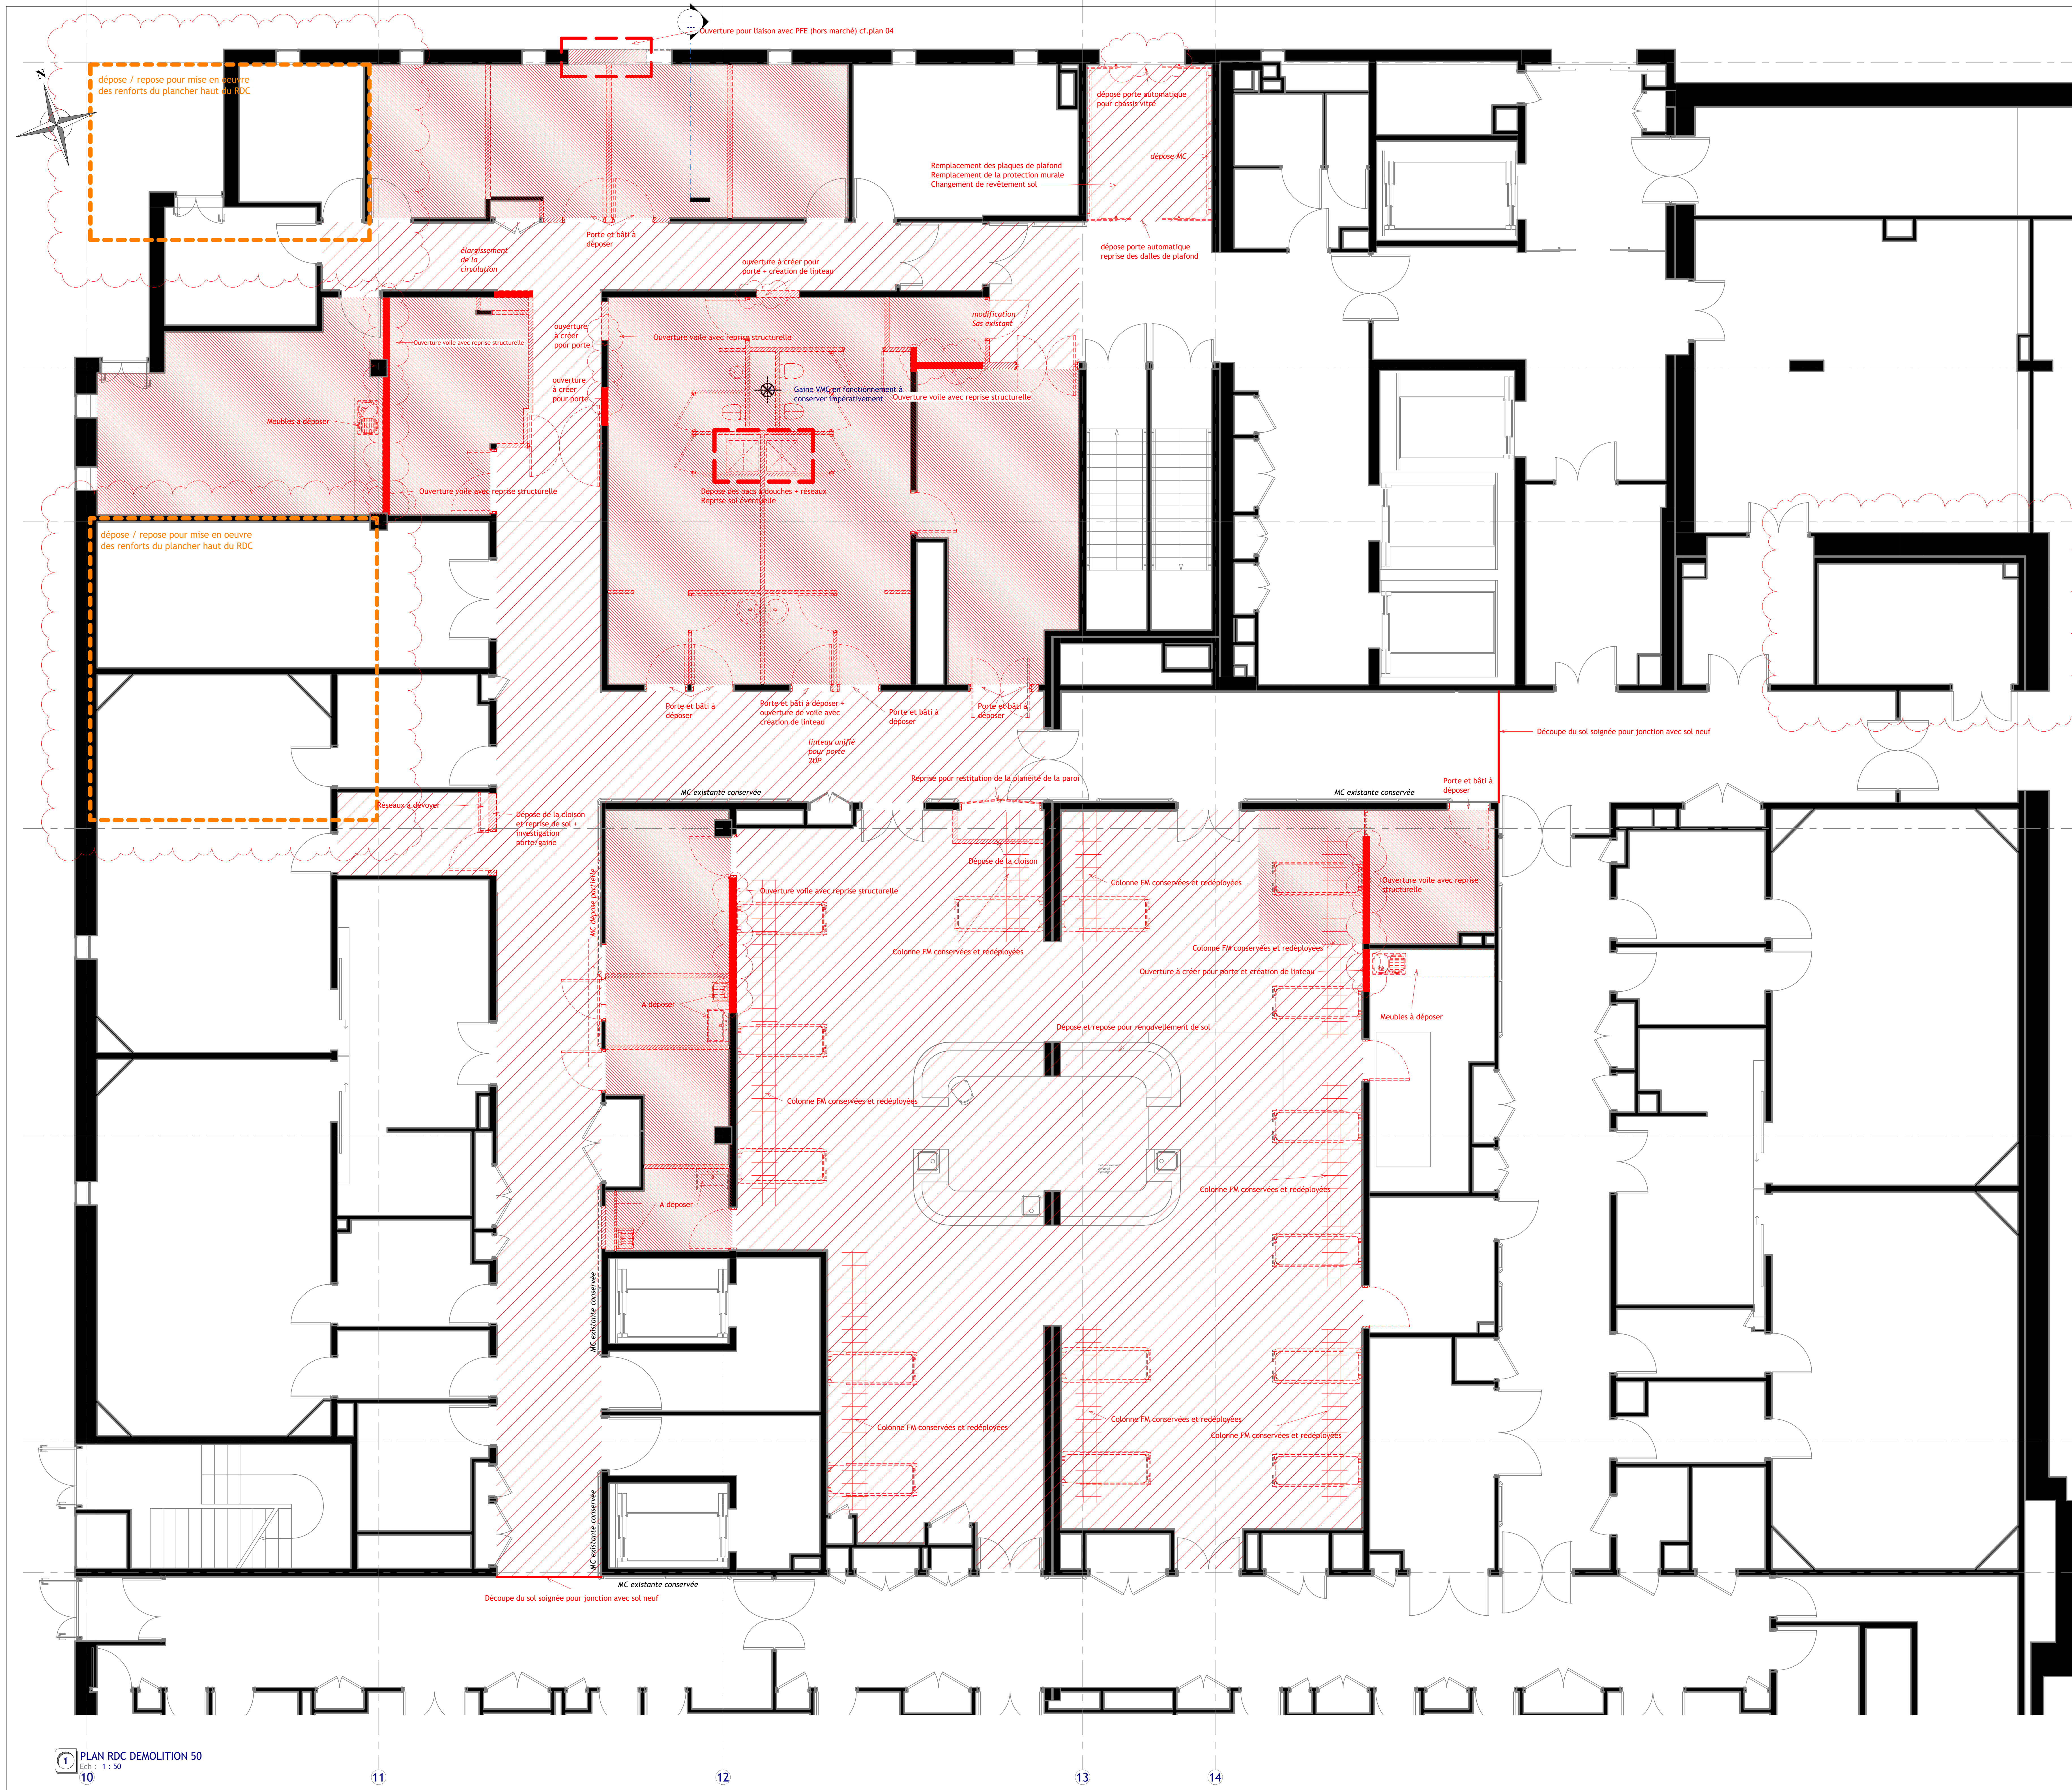 Ouverture pour liaison avec PFE (hors marché) cf.plan 04
N
dépose / repose pour mise en oeuvre
des renforts du plancher haut du RDC
dépose porte automatique
pour chassis vitré
dépose MC
Remplacement des plaques de plafond
Remplacement de la protection murale
Changement de revêtement sol
Porte et bâti à
déposer
élargissement
de la
circulation
ouverture à créer pour
porte + création de linteau
dépose porte automatique
reprise des dalles de plafond
modification
Sas existant
ouverture
à créer
pour porte
Ouverture voile avec reprise structurelle
Ouverture voile avec reprise structurelle
ouverture
à créer
pour porte
Gaine VMC en fonctionnement à
conserver impérativement
Ouverture voile avec reprise structurelle
Meubles à déposer
Ouverture voile avec reprise structurelle
Dépose des bacs à douches + réseaux
Reprise sol éventuelle
dépose / repose pour mise en oeuvre
des renforts du plancher haut du RDC
Porte et bâti à
déposer
Porte et bâti à déposer +
ouverture de voile avec
création de linteau
Porte et bâti à
déposer
Porte et bâti à
déposer
linteau unifié
pour porte
2UP
Découpe du sol soignée pour jonction avec sol neuf
Reprise pour restitution de la planéité de la paroi
Porte et bâti à
déposer
MC existante conservée
MC existante conservée
Réseaux à dévoyer
Dépose de la cloison
et reprise de sol +
investigation
porte/gaine
MC dépose partielle
Dépose de la cloison
Ouverture voile avec reprise structurelle
Colonne FM conservées et redéployées
Ouverture voile avec reprise
structurelle
Colonne FM conservées et redéployées
Colonne FM conservées et redéployées
Ouverture à créer pour porte et création de linteau
A déposer
Meubles à déposer
Dépose et repose pour renouvellement de sol
Colonne FM conservées et redéployées
Colonne FM conservées et redéployées
A déposer
MC existante conservée
Colonne FM conservées et redéployées
Colonne FM conservées et redéployées
Colonne FM conservées et redéployées
MC existante conservée
MC existante conservée
Découpe du sol soignée pour jonction avec sol neuf
1
PLAN RDC DEMOLITION 50
Ech : 1 : 50
10
11
12
13
14